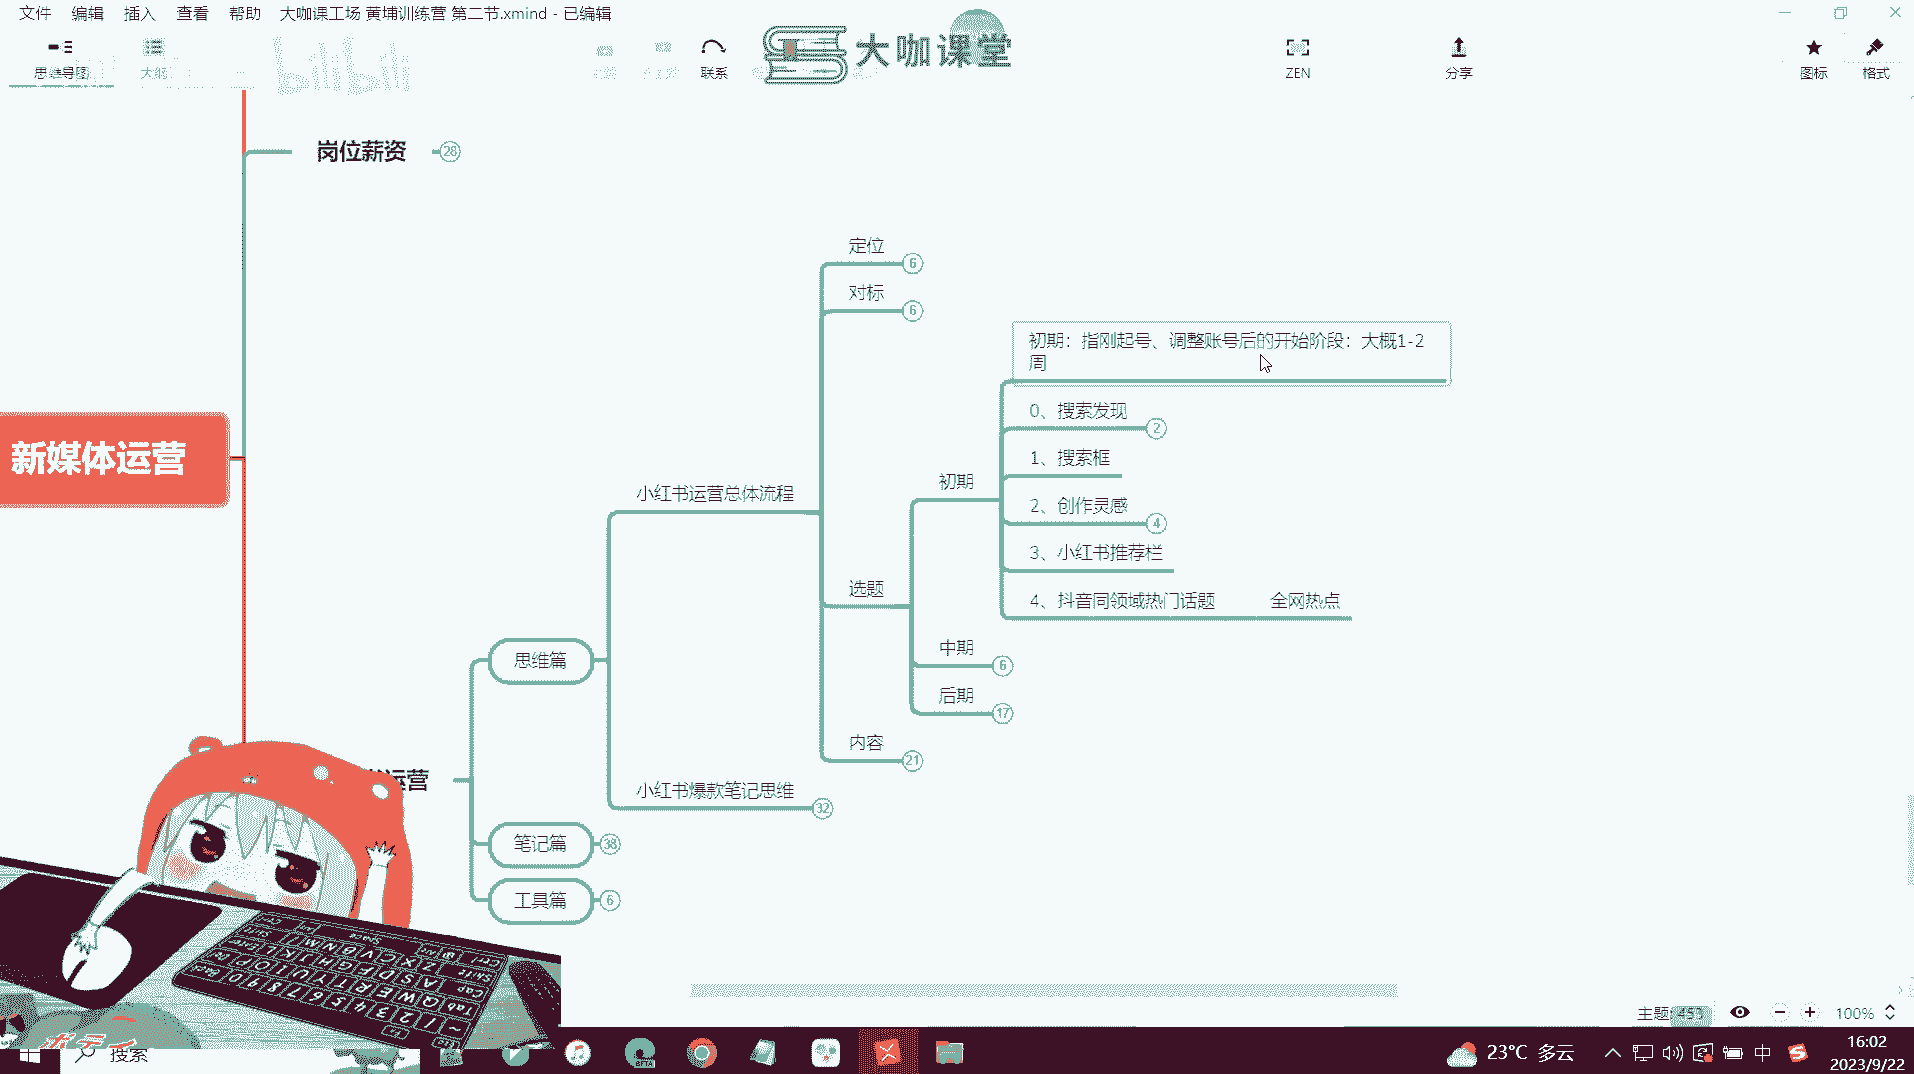 文件 编辑 插入 查看 帮助 大咖课工场 黄埔训练营 第二节.xmind - 已编辑
思维导图 大纲 联系 ZEN 分享 图标 格式
bilibili
大咖课堂
岗位薪资 28
定位 6
对标 6
初期：指刚起号、调整账号后的开始阶段：大概1-2
周
0、搜索发现 2
1、搜索框
初期
2、创作灵感 4
小红书运营总体流程
3、小红书推荐栏
选题
4、抖音同领域热门话题 全网热点
新媒体运营
中期 6
思维篇
后期 17
内容 21
运营
小红书爆款笔记思维 32
笔记篇 38
工具篇 6
主题: 453 100%
搜索
BETA
23°C 多云
中
16:02
2023/9/22